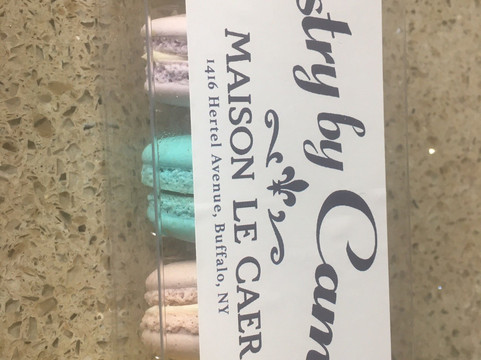 stry by Cam
MAISON LE CAER
1416 Hertel Avenue, Buffalo, NY